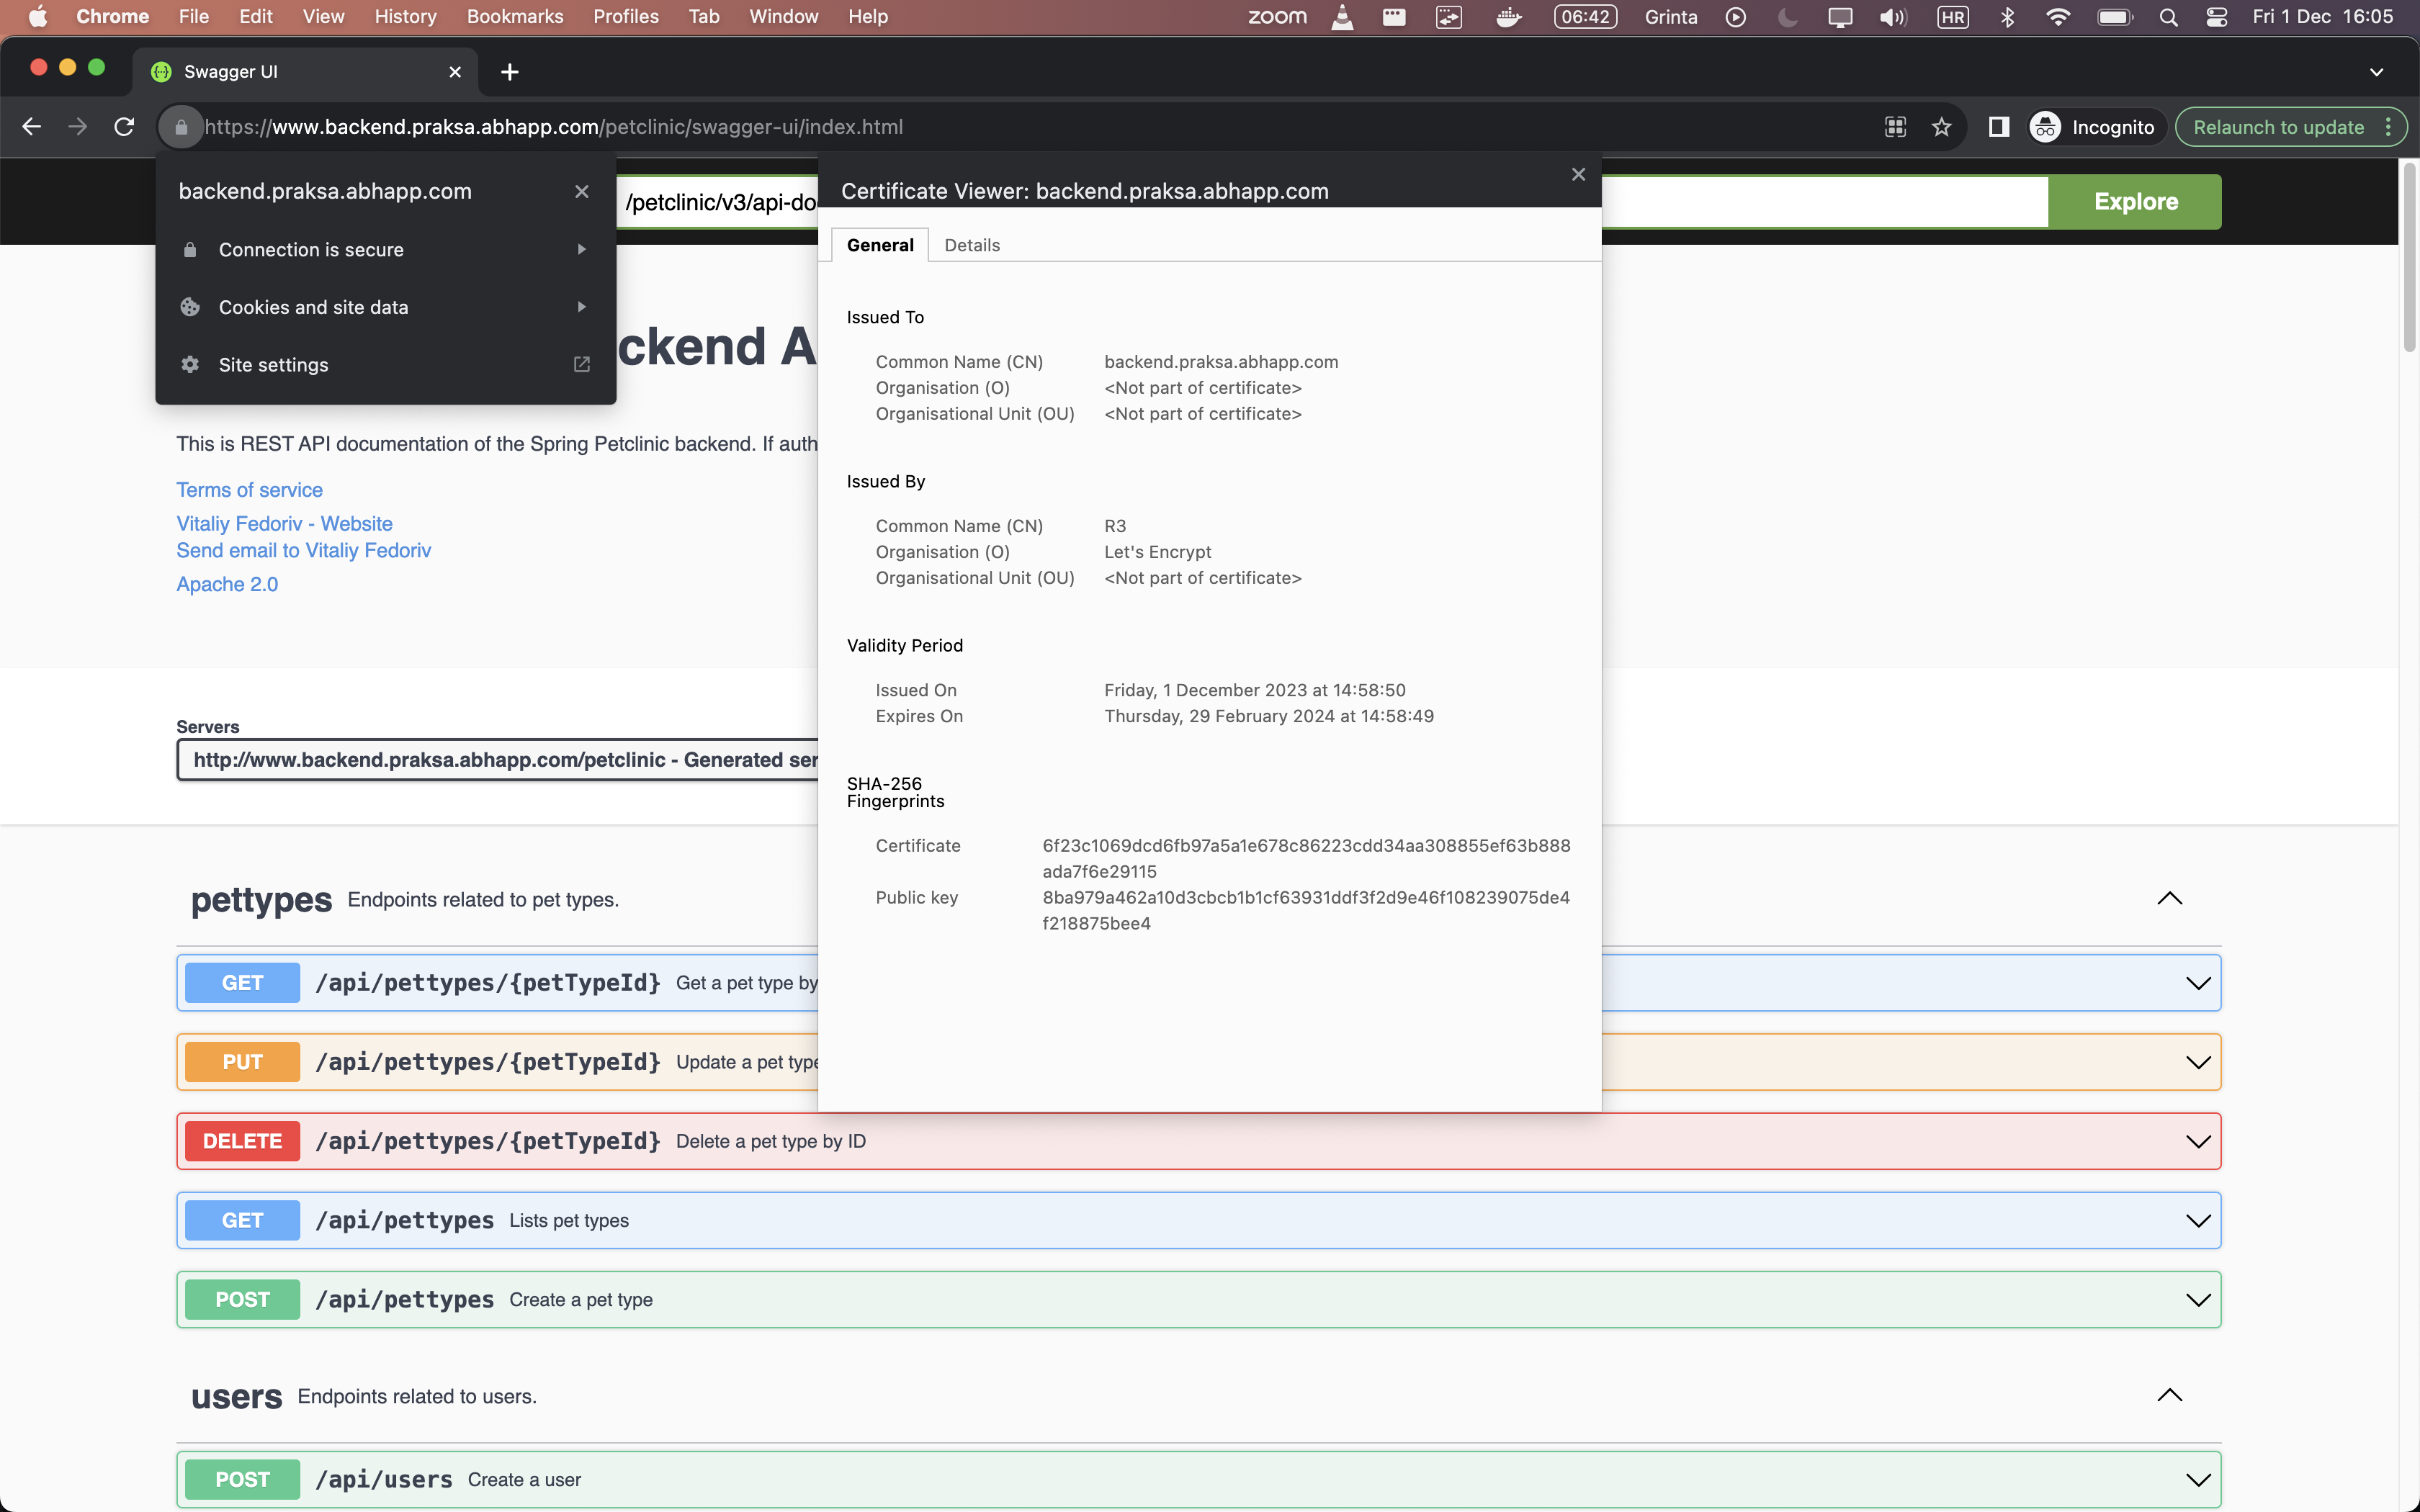 Chrome File Edit View History Bookmarks Profiles Tab Window Help zoom 06:42 Grinta HR Fri 1 Dec 16:05
Swagger UI
https://www.backend.praksa.abhapp.com/petclinic/swagger-ui/index.html Incognito Relaunch to update
backend.praksa.abhapp.com
Connection is secure
Cookies and site data
Site settings
/petclinic/v3/api-do
Explore
ckend A
This is REST API documentation of the Spring Petclinic backend. If auth
Terms of service
Vitaliy Fedoriv - Website
Send email to Vitaliy Fedoriv
Apache 2.0
Servers
http://www.backend.praksa.abhapp.com/petclinic - Generated ser
Certificate Viewer: backend.praksa.abhapp.com
General Details
Issued To
Common Name (CN) backend.praksa.abhapp.com
Organisation (O) <Not part of certificate>
Organisational Unit (OU) <Not part of certificate>
Issued By
Common Name (CN) R3
Organisation (O) Let's Encrypt
Organisational Unit (OU) <Not part of certificate>
Validity Period
Issued On Friday, 1 December 2023 at 14:58:50
Expires On Thursday, 29 February 2024 at 14:58:49
SHA-256
Fingerprints
Certificate 6f23c1069dcd6fb97a5a1e678c86223cdd34aa308855ef63b888
ada7f6e29115
Public key 8ba979a462a10d3cbcb1b1cf63931ddf3f2d9e46f108239075de4
f218875bee4
pettypes Endpoints related to pet types.
GET /api/pettypes/{petTypeId} Get a pet type by
PUT /api/pettypes/{petTypeId} Update a pet type
DELETE /api/pettypes/{petTypeId} Delete a pet type by ID
GET /api/pettypes Lists pet types
POST /api/pettypes Create a pet type
users Endpoints related to users.
POST /api/users Create a user